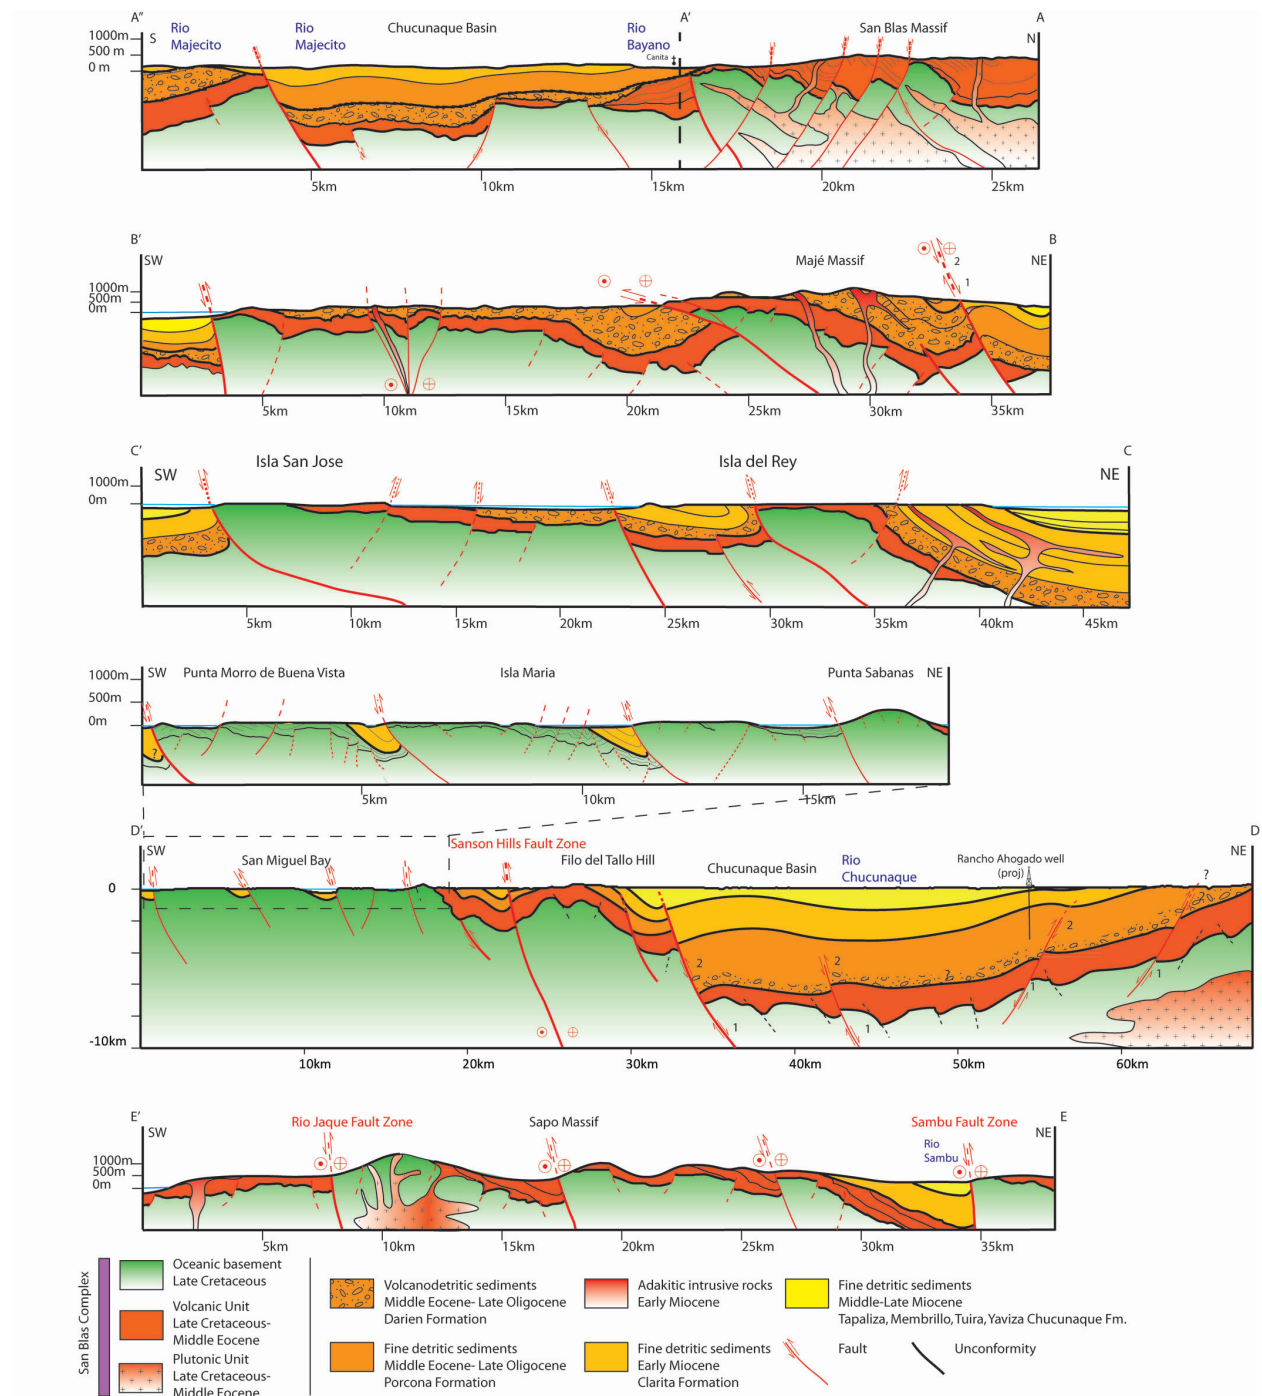 A"
A'
A
S
Rio
Majecito
Rio
Majecito
Chucunaque Basin
Rio
Bayano
Canita
San Blas Massif
N
1000m
500 m
0 m
5km
10km
15km
20km
25km
B'
B
SW
Majé Massif
NE
2
1
1000m
500m
0m
5km
10km
15km
20km
25km
30km
35km
C'
C
SW
Isla San Jose
Isla del Rey
NE
1000m
0m
5km
10km
15km
20km
25km
30km
35km
40km
45km
1000m
500m
0m
SW
Punta Morro de Buena Vista
Isla Maria
Punta Sabanas
NE
?
5km
10km
15km
D'
D
SW
San Miguel Bay
Sanson Hills Fault Zone
Filo del Tallo Hill
Chucunaque Basin
Rio
Chucunaque
Rancho Ahogado well
(proj)
?
NE
0
2
2
?
2
2
1
1
1
1
-10km
10km
20km
30km
40km
50km
60km
E'
E
SW
Rio Jaque Fault Zone
Sapo Massif
Sambu Fault Zone
Rio
Sambu
NE
1000m
500m
0m
5km
10km
15km
20km
25km
30km
35km
San Blas Complex
Oceanic basement
Late Cretaceous
Volcanic Unit
Late Cretaceous-
Middle Eocene
Plutonic Unit
Late Cretaceous-
Middle Eocene
Volcanodetritic sediments
Middle Eocene- Late Oligocene
Darien Formation
Fine detritic sediments
Middle Eocene- Late Oligocene
Porcona Formation
Adakitic intrusive rocks
Early Miocene
Fine detritic sediments
Early Miocene
Clarita Formation
Fine detritic sediments
Middle-Late Miocene
Tapaliza, Membrillo, Tuira, Yaviza Chucunaque Fm.
Fault
Unconformity